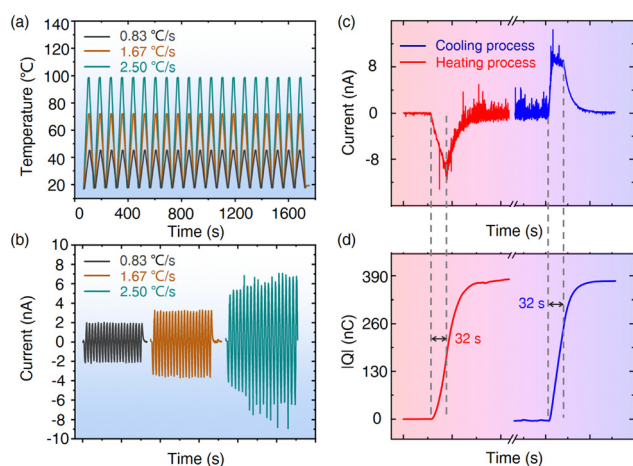 (a)
140
120
100
80
60
40
20
Temperature (℃)
0.83 ℃/s
1.67 ℃/s
2.50 ℃/s
0 400 800 1200 1600
Time (s)
(b)
10
8
6
4
2
0
-2
-4
-6
-8
-10
Current (nA)
0.83 ℃/s
1.67 ℃/s
2.50 ℃/s
Time (s)
(c)
8
0
-8
Current (nA)
Cooling process
Heating process
Time (s)
(d)
390
260
130
0
|Q| (nC)
32 s
32 s
Time (s)